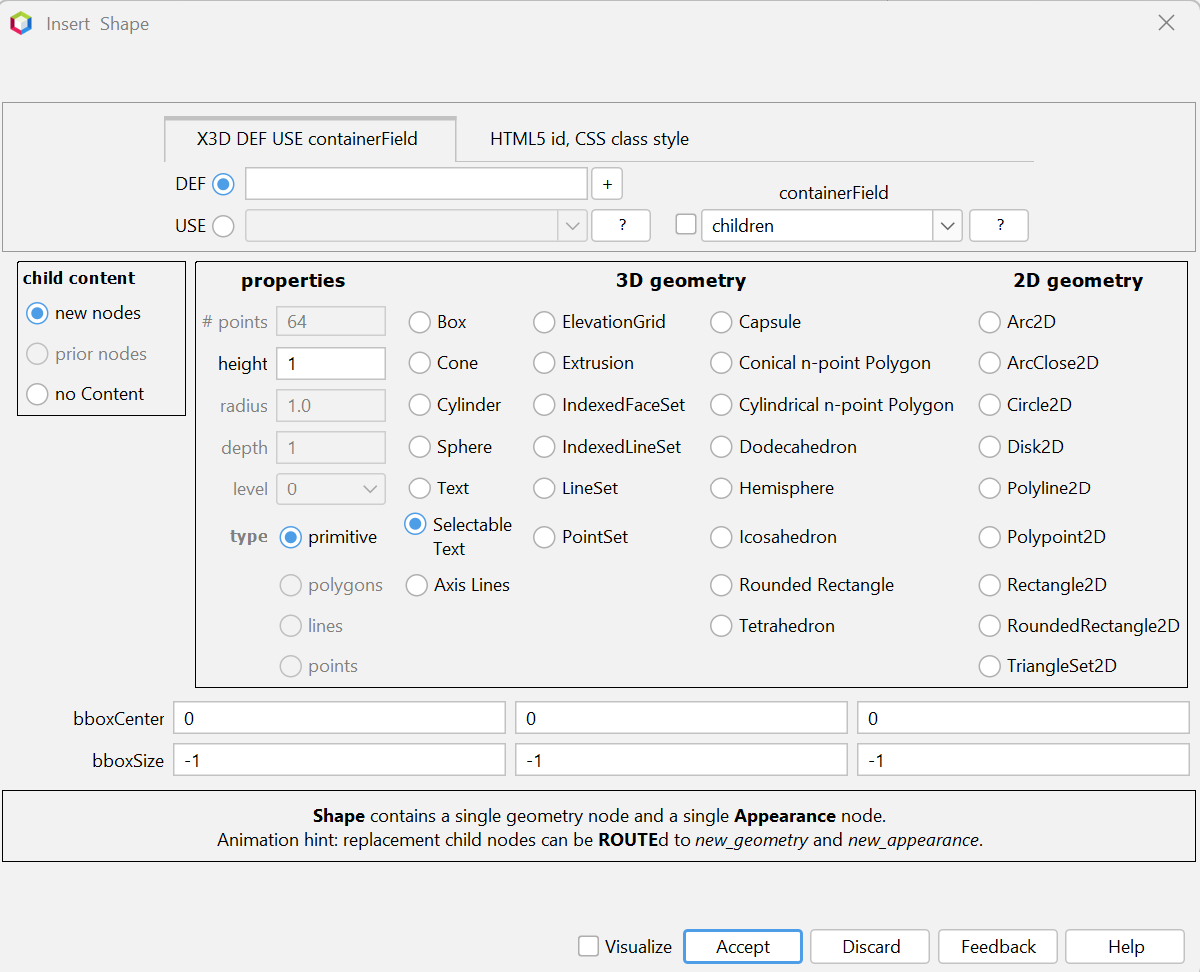 Insert Shape
X3D DEF USE containerField
HTML5 id, CSS class style
DEF
+
containerField
USE
?
children
?
child content
new nodes
prior nodes
no Content
properties
3D geometry
2D geometry
# points 64
Box
ElevationGrid
Capsule
Arc2D
height 1
Cone
Extrusion
Conical n-point Polygon
ArcClose2D
radius 1.0
Cylinder
IndexedFaceSet
Cylindrical n-point Polygon
Circle2D
depth 1
Sphere
IndexedLineSet
Dodecahedron
Disk2D
level 0
Text
LineSet
Hemisphere
Polyline2D
type primitive
Selectable
Text
PointSet
Icosahedron
Polypoint2D
polygons
Axis Lines
Rounded Rectangle
Rectangle2D
lines
Tetrahedron
RoundedRectangle2D
points
TriangleSet2D
bboxCenter 0 0 0
bboxSize -1 -1 -1
Shape contains a single geometry node and a single Appearance node.
Animation hint: replacement child nodes can be ROUTEd to new_geometry and new_appearance.
Visualize
Accept
Discard
Feedback
Help